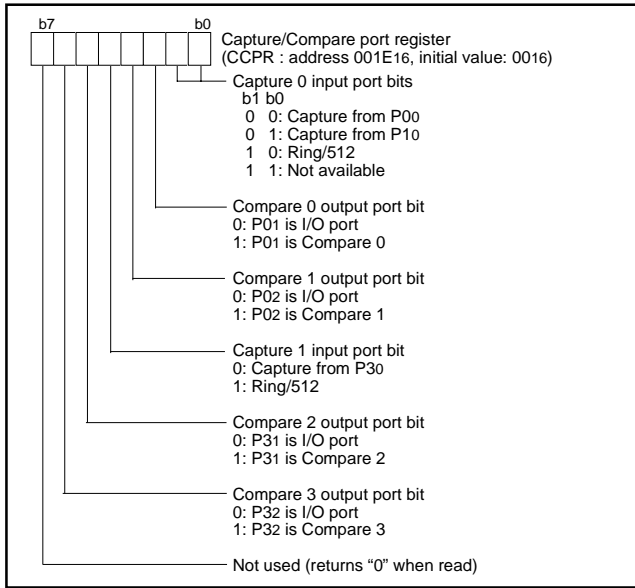 b7 b0
Capture/Compare port register
(CCPR : address 001E16, initial value: 0016)
Capture 0 input port bits
b1 b0
0 0: Capture from P00
0 1: Capture from P10
1 0: Ring/512
1 1: Not available
Compare 0 output port bit
0: P01 is I/O port
1: P01 is Compare 0
Compare 1 output port bit
0: P02 is I/O port
1: P02 is Compare 1
Capture 1 input port bit
0: Capture from P30
1: Ring/512
Compare 2 output port bit
0: P31 is I/O port
1: P31 is Compare 2
Compare 3 output port bit
0: P32 is I/O port
1: P32 is Compare 3
Not used (returns “0” when read)